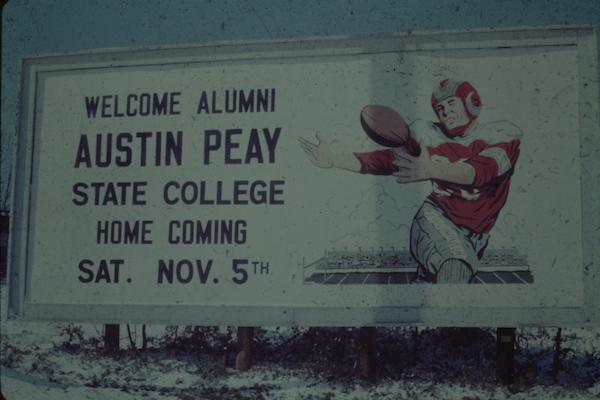 WELCOME ALUMNI
AUSTIN PEAY
STATE COLLEGE
HOME COMING
SAT. NOV. 5TH